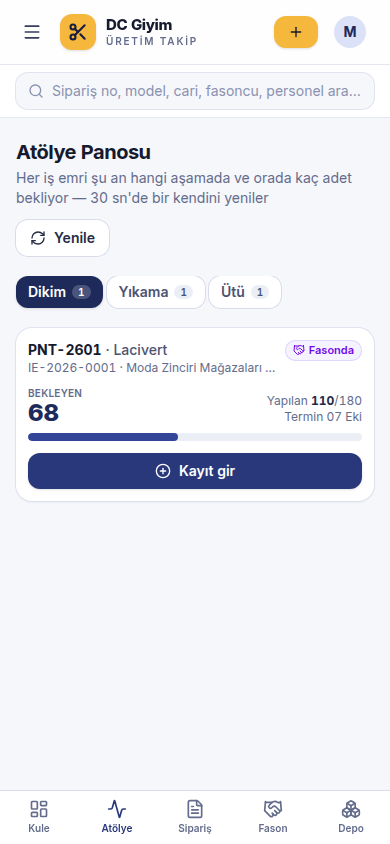 DC Giyim
ÜRETİM TAKİP
M
Sipariş no, model, cari, fasoncu, personel ara...
Atölye Panosu
Her iş emri şu an hangi aşamada ve orada kaç adet
bekliyor — 30 sn'de bir kendini yeniler
Yenile
Dikim 1 Yıkama 1 Ütü 1
PNT-2601 · Lacivert Fasonda
IE-2026-0001 · Moda Zinciri Mağazaları ...
BEKLEYEN
68
Yapılan 110/180
Termin 07 Eki
Kayıt gir
Kule Atölye Sipariş Fason Depo